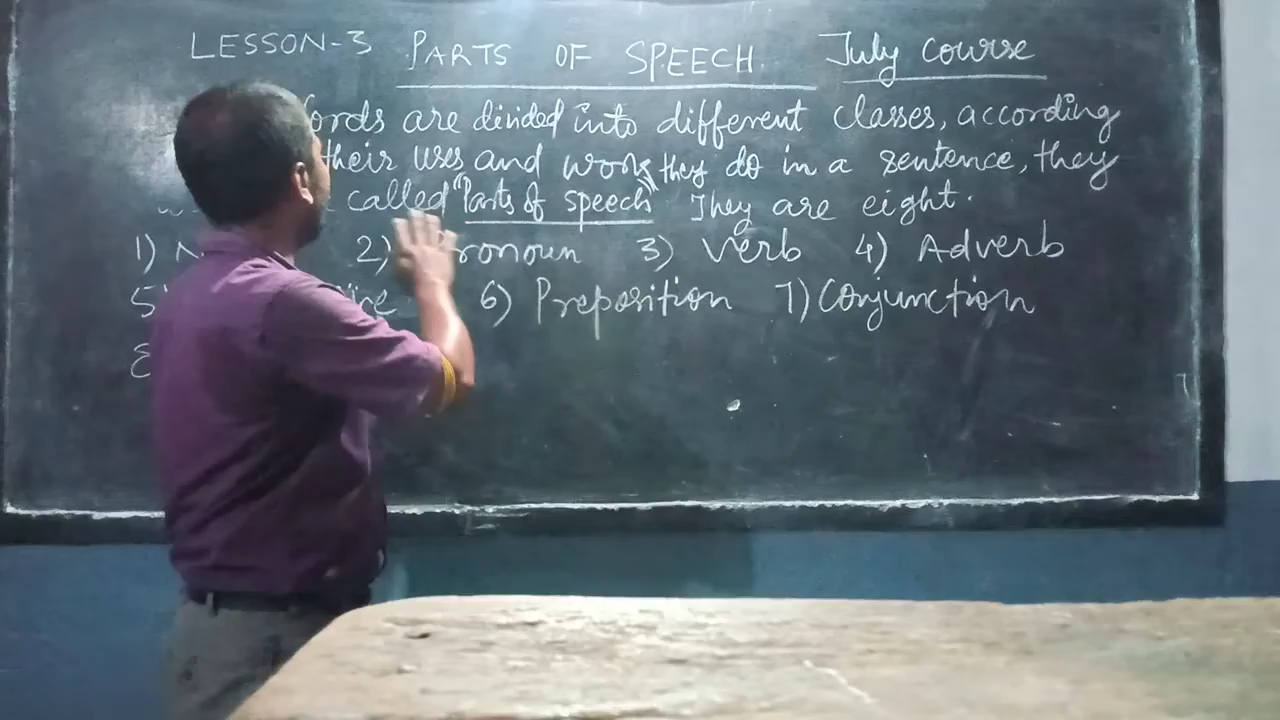 LESSON-3 PARTS OF SPEECH July course
ords are divided into different classes, according
their uses and work they do in a sentence, they
called "Parts of speech" They are eight.
1) N 2) Pronoun 3) Verb 4) Adverb
5) 6) Preposition 7) Conjunction